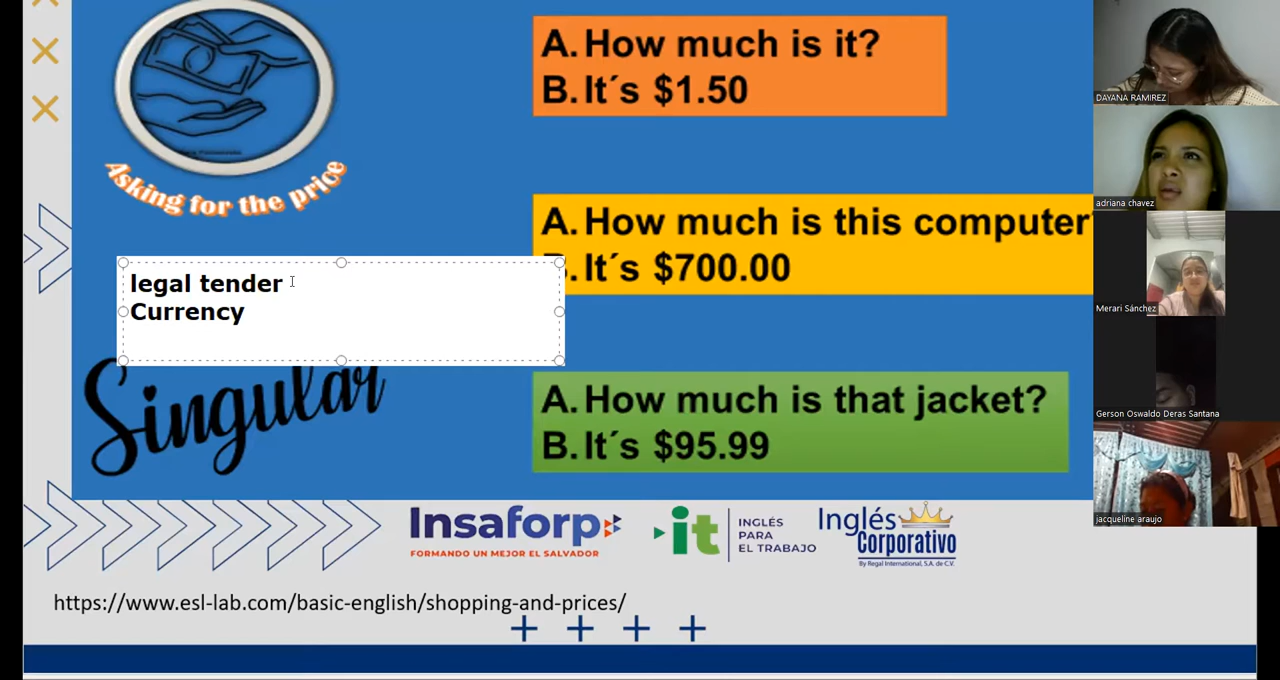 Asking for the price
A. How much is it?
B. It´s $1.50
A. How much is this computer
B. It´s $700.00
legal tender
Currency
Singular
A. How much is that jacket?
B. It´s $95.99
Insaforp
FORMANDO UN MEJOR EL SALVADOR
it
INGLÉS
PARA
EL TRABAJO
Inglés
Corporativo
By Regal International, S.A. de C.V.
https://www.esl-lab.com/basic-english/shopping-and-prices/
DAYANA RAMIREZ
adriana chavez
Merari Sánchez
Gerson Oswaldo Deras Santana
jacqueline araujo